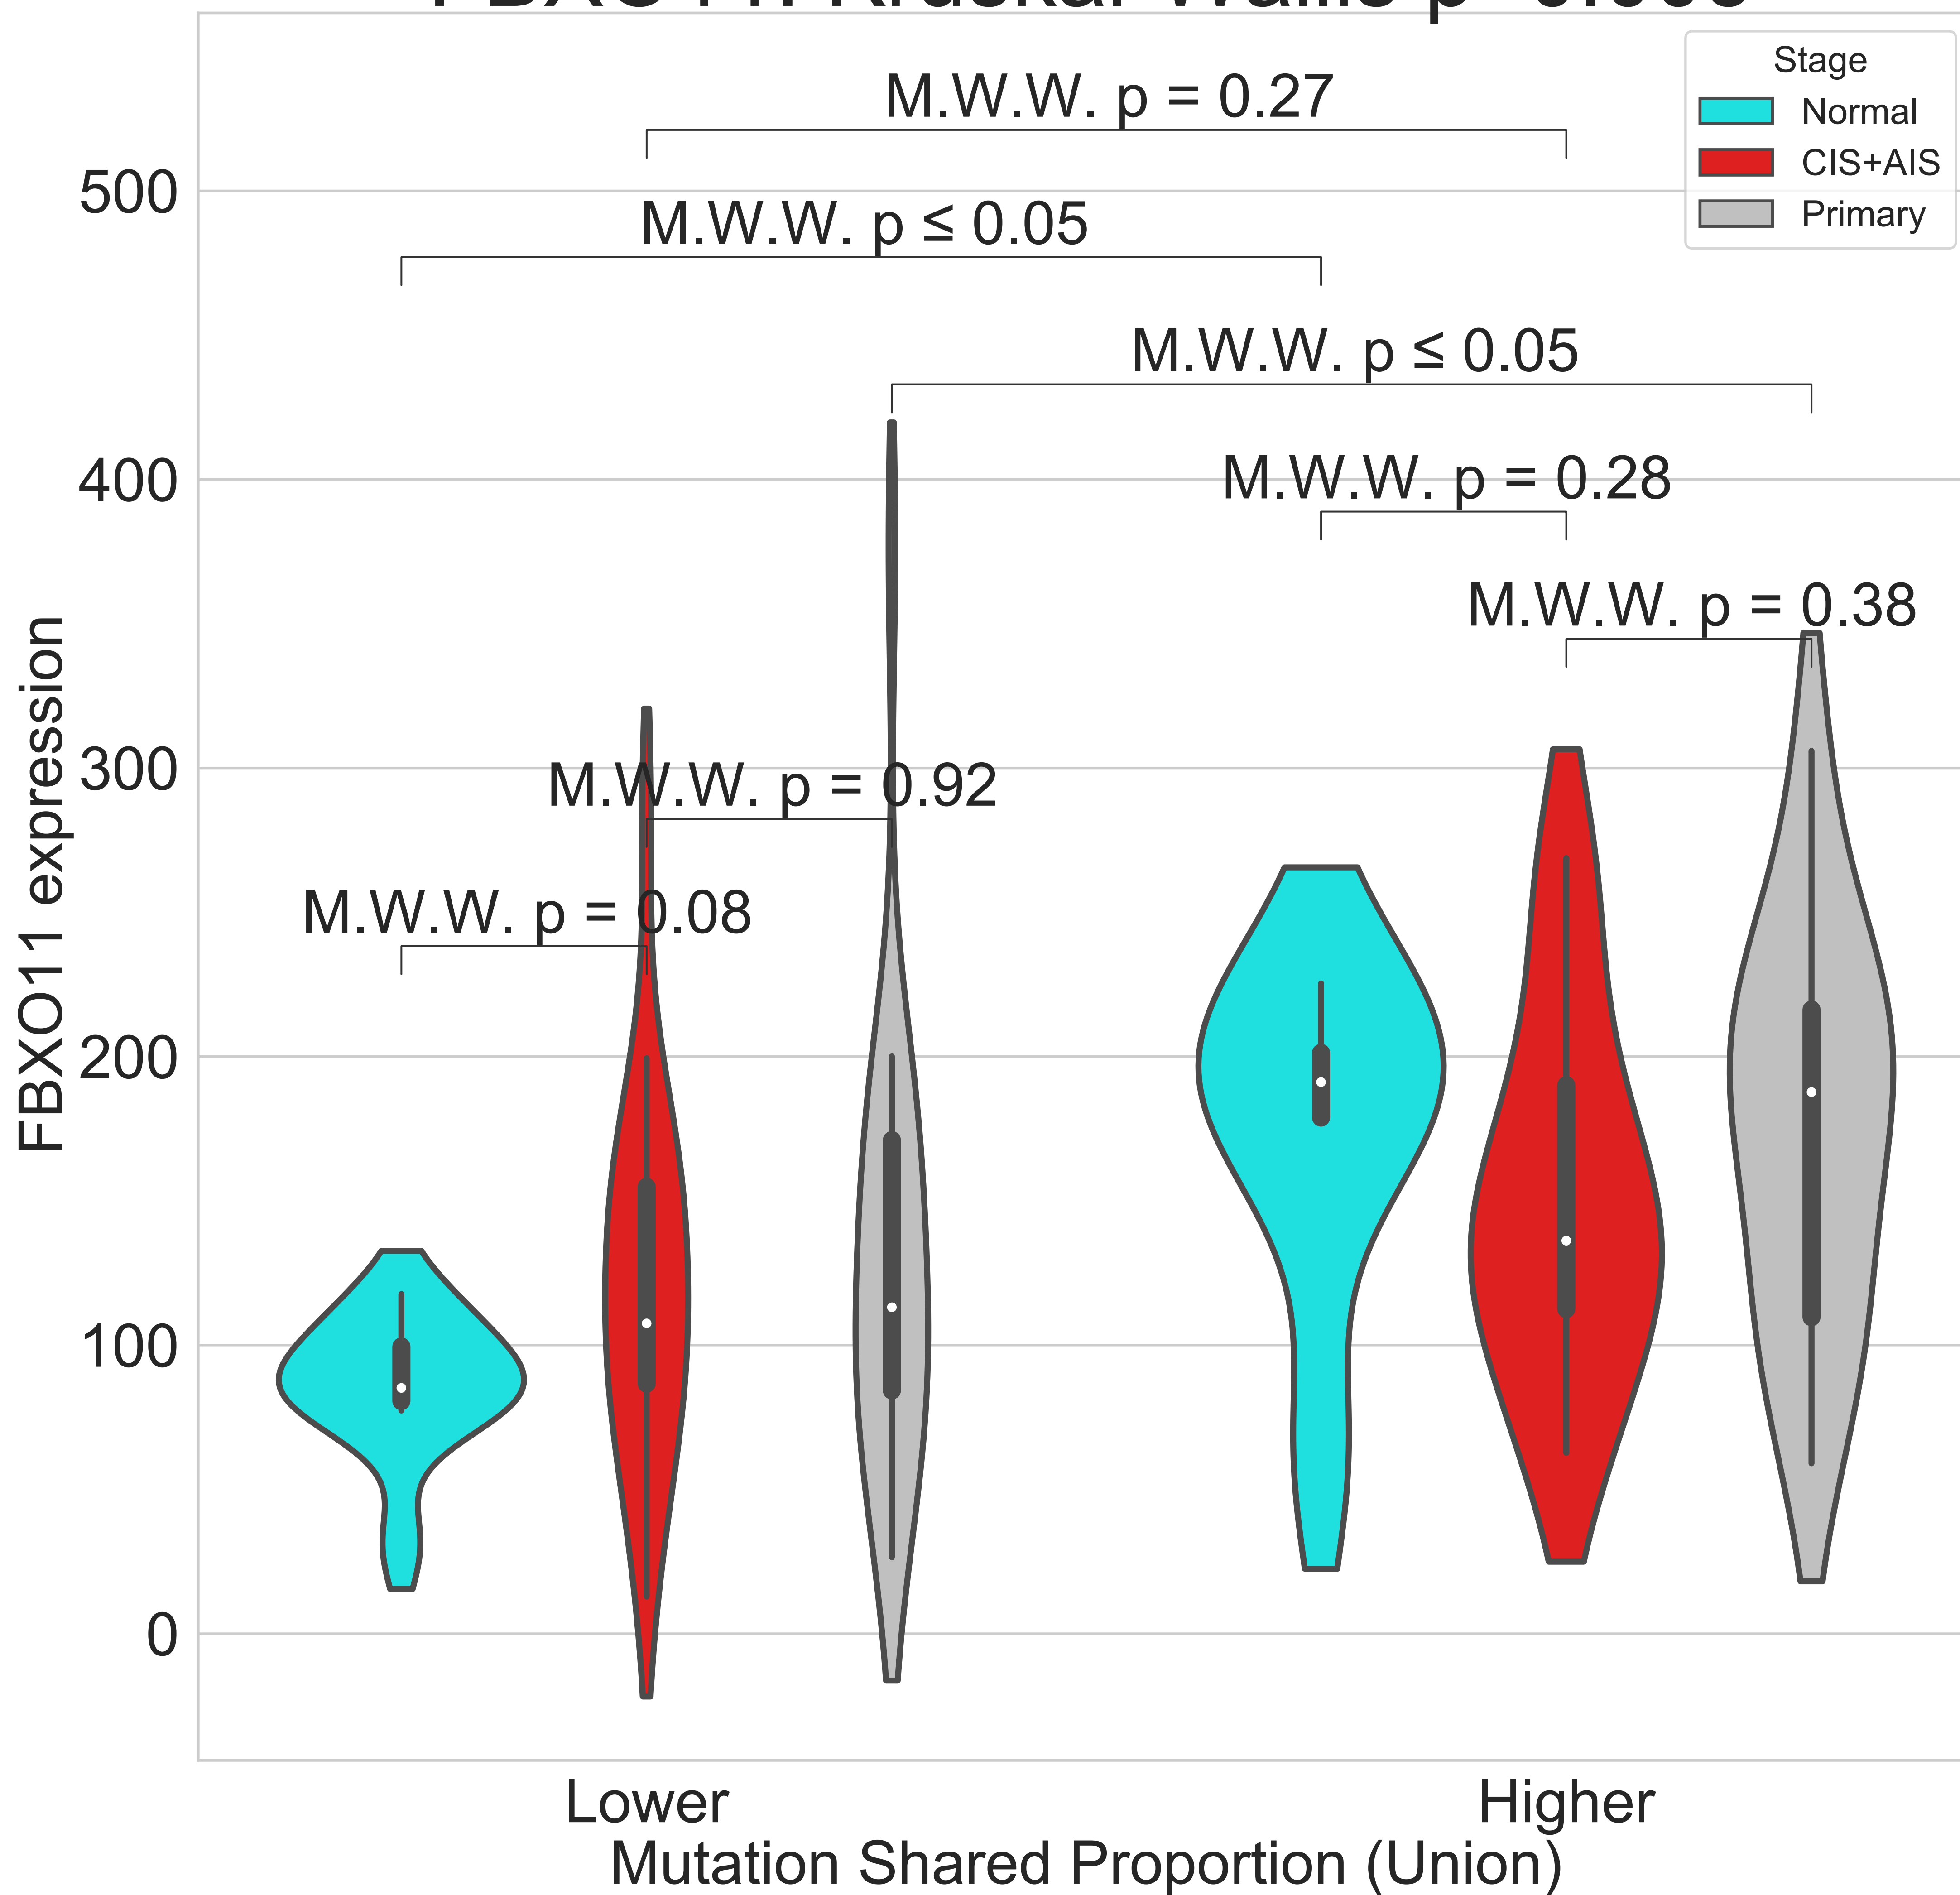 Stage
Normal
CIS+AIS
Primary
M.W.W. p = 0.27
M.W.W. p ≤ 0.05
M.W.W. p ≤ 0.05
M.W.W. p = 0.28
M.W.W. p = 0.38
M.W.W. p = 0.92
M.W.W. p = 0.08
FBXO11 expression
500
400
300
200
100
0
Lower
Higher
Mutation Shared Proportion (Union)